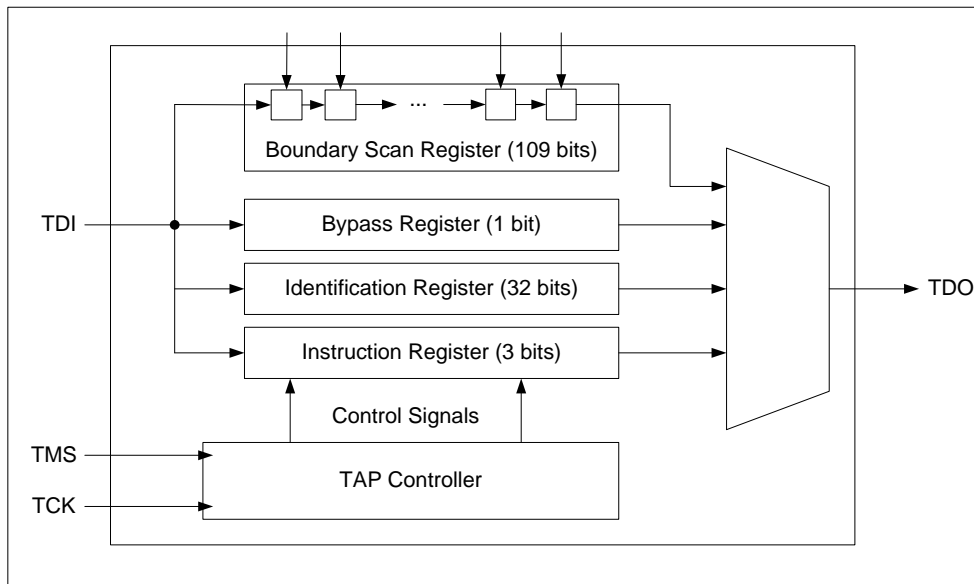 ...
Boundary Scan Register (109 bits)
TDI
Bypass Register (1 bit)
Identification Register (32 bits)
TDO
Instruction Register (3 bits)
Control Signals
TMS
TAP Controller
TCK